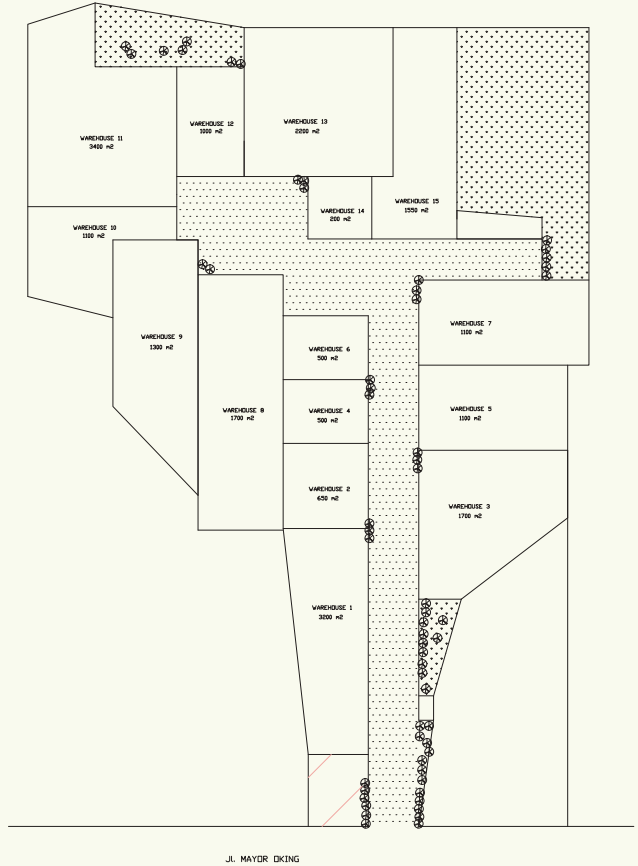 WAREHOUSE 11
3400 m2
WAREHOUSE 12
1000 m2
WAREHOUSE 13
2200 m2
WAREHOUSE 14
200 m2
WAREHOUSE 15
1550 m2
WAREHOUSE 10
1100 m2
WAREHOUSE 9
1300 m2
WAREHOUSE 7
1100 m2
WAREHOUSE 6
500 m2
WAREHOUSE 8
1700 m2
WAREHOUSE 4
500 m2
WAREHOUSE 5
1100 m2
WAREHOUSE 2
650 m2
WAREHOUSE 3
1700 m2
WAREHOUSE 1
3200 m2
Jl. MAYOR OKING